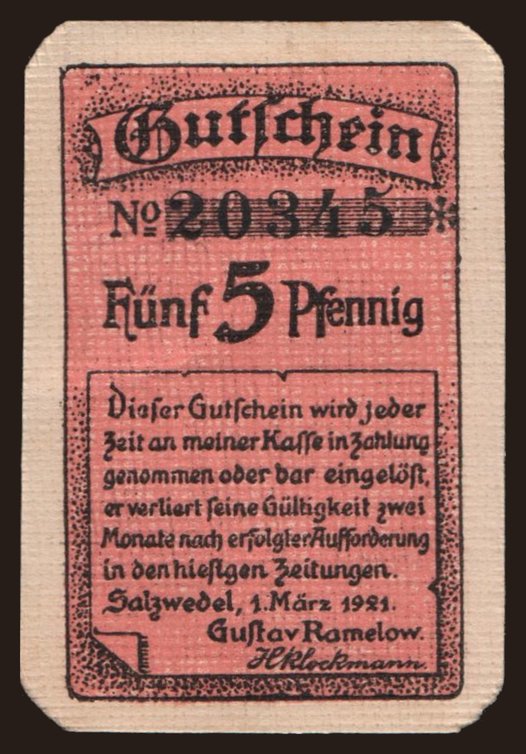 Gutſchein
No 20345
Fünf 5 Pfennig
Dieſer Gutſchein wird jeder
Zeit an meiner Kaſſe in Zahlung
genommen oder bar eingelöſt,
er verliert ſeine Gültigkeit zwei
Monate nach erfolgter Aufforderung
in den hieſigen Zeitungen.
Salzwedel, 1. März 1921.
Guſtav Ramelow.
H Klockmann.